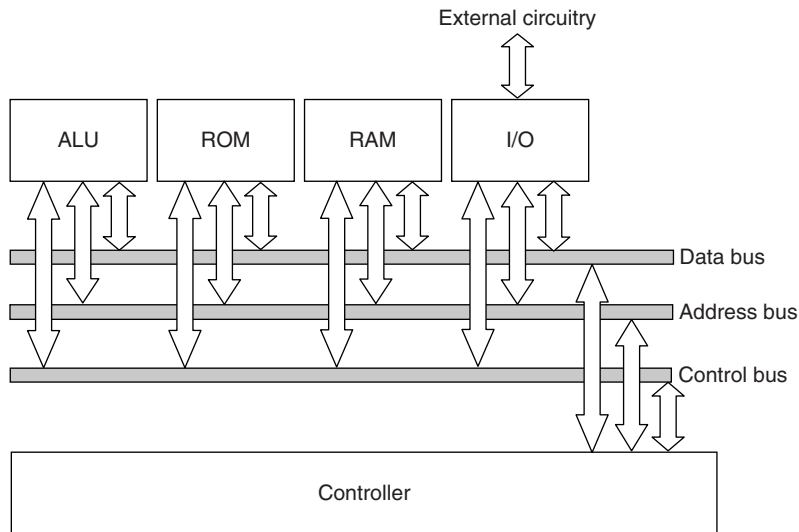 External circuitry
ALU
ROM
RAM
I/O
Data bus
Address bus
Control bus
Controller